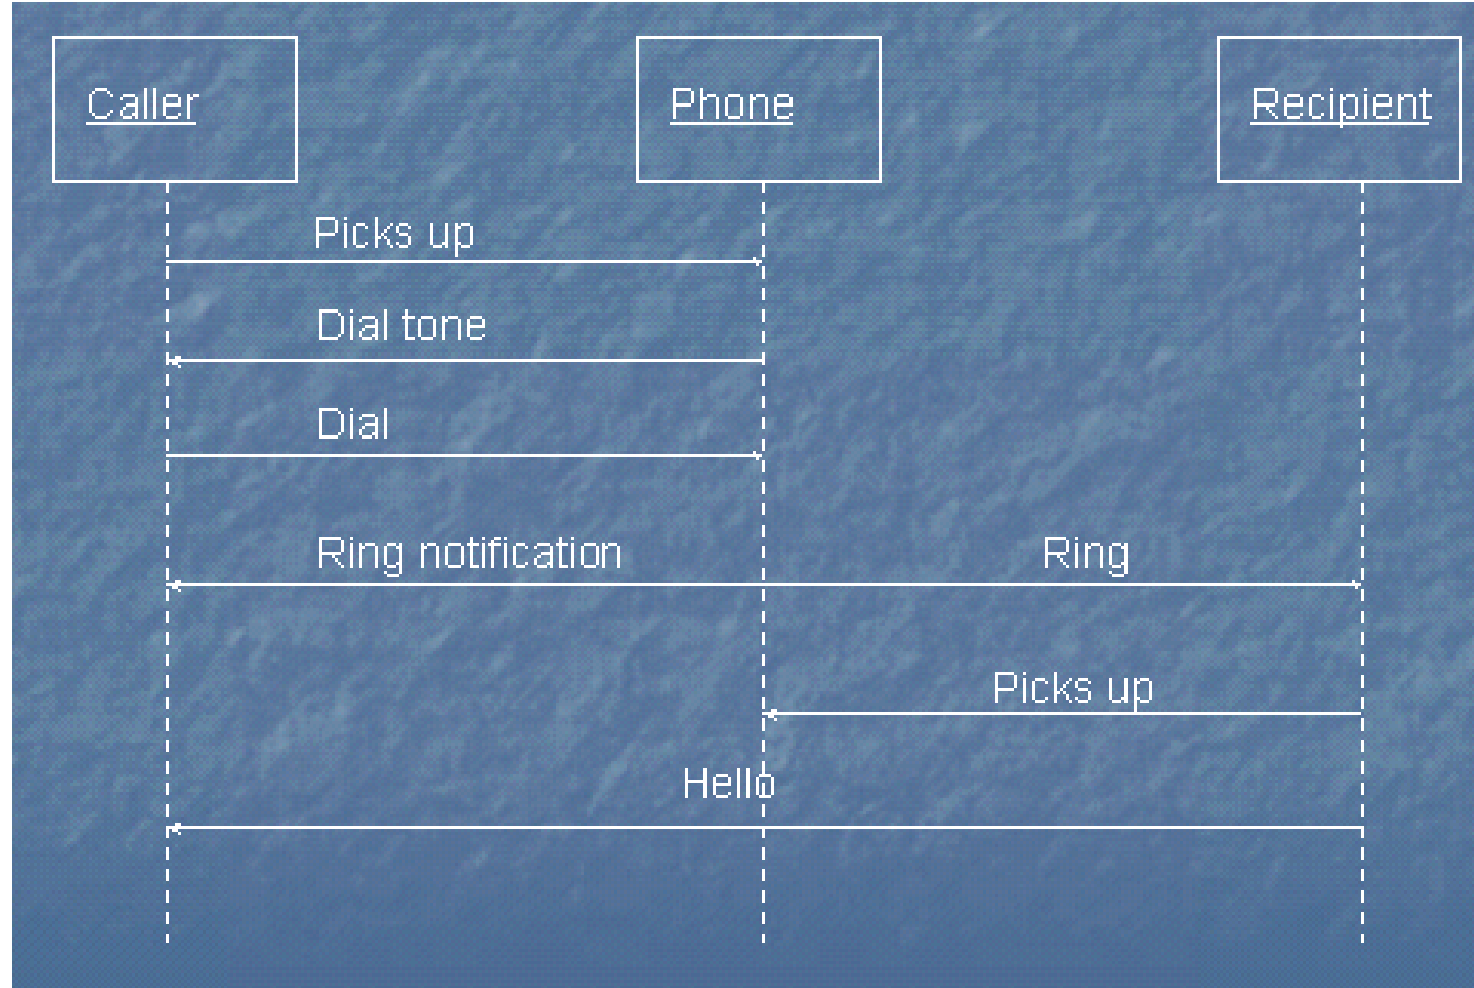 Caller
Phone
Recipient
Picks up
Dial tone
Dial
Ring notification
Ring
Picks up
Hello